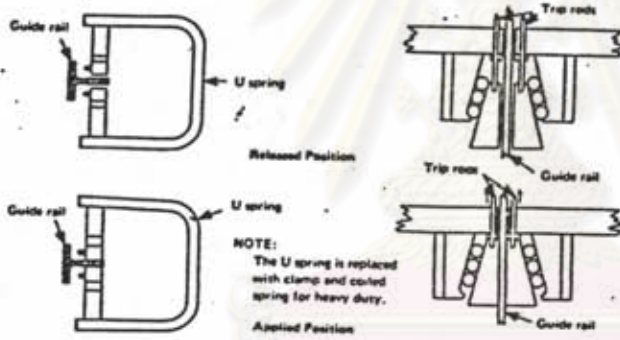 Guide rail
U spring
Trip rods
Released Position
Guide rail
Trip rods
Guide rail
U spring
NOTE:
The U spring is replaced
with clamp and coiled
spring for heavy duty.
Applied Position
Guide rail